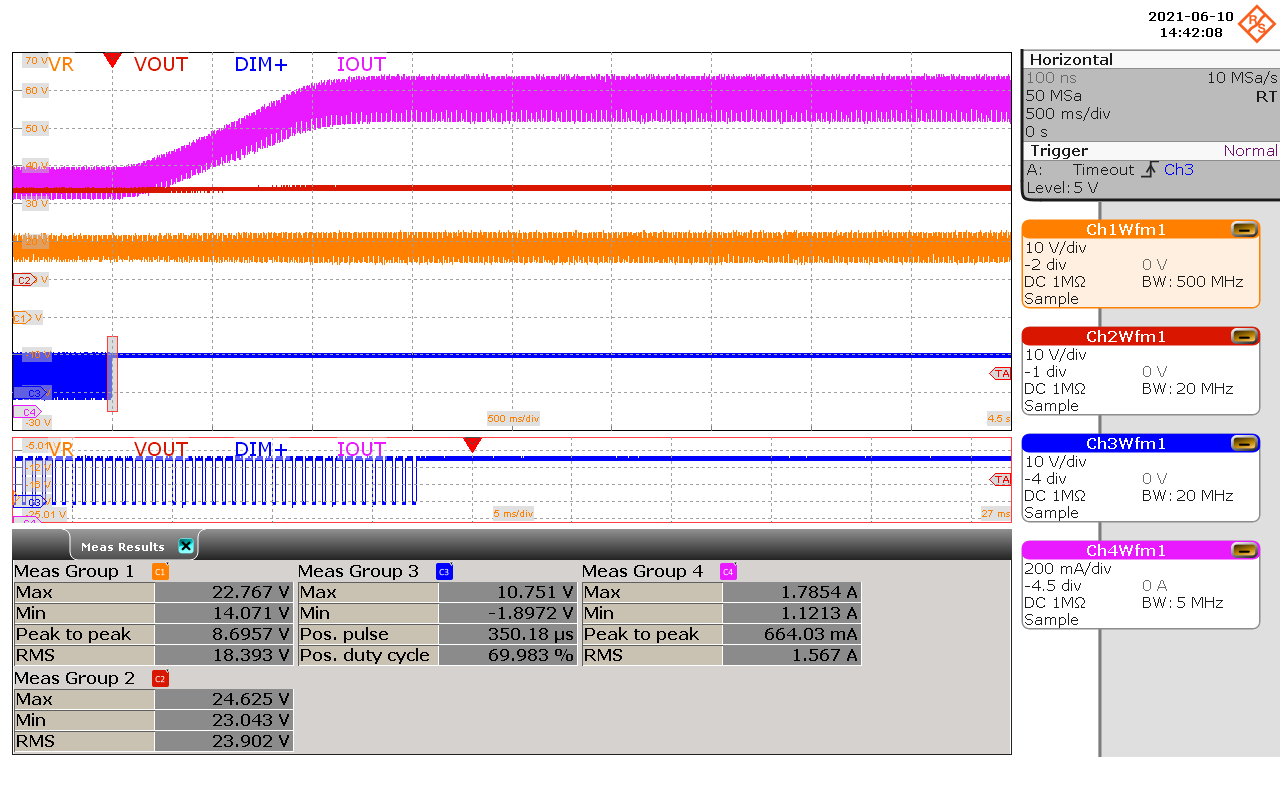 2021-06-10
14:42:08
R S
70 V
VR VOUT DIM+ IOUT
60 V
50 V
40 V
30 V
20 V
C2 0 V
C1 V
-10 V
C3
C4
-30 V
500 ms/div
4.5 s
TA
-5.01
VR VOUT DIM+ IOUT
-12 V
-15 V
C3
-25.01 V
5 ms/div
27 ms
TA
Horizontal
100 ns 10 MSa/s
50 MSa RT
500 ms/div
0 s
Trigger Normal
A: Timeout Ch3
Level: 5 V
Ch1Wfm1
10 V/div
-2 div 0 V
DC 1MΩ BW: 500 MHz
Sample
Ch2Wfm1
10 V/div
-1 div 0 V
DC 1MΩ BW: 20 MHz
Sample
Ch3Wfm1
10 V/div
-4 div 0 V
DC 1MΩ BW: 20 MHz
Sample
Ch4Wfm1
200 mA/div
-4.5 div 0 A
DC 1MΩ BW: 5 MHz
Sample
Meas Results
Meas Group 1 C1
Max 22.767 V
Min 14.071 V
Peak to peak 8.6957 V
RMS 18.393 V
Meas Group 3 C3
Max 10.751 V
Min -1.8972 V
Pos. pulse 350.18 µs
Pos. duty cycle 69.983 %
Meas Group 4 C4
Max 1.7854 A
Min 1.1213 A
Peak to peak 664.03 mA
RMS 1.567 A
Meas Group 2 C2
Max 24.625 V
Min 23.043 V
RMS 23.902 V